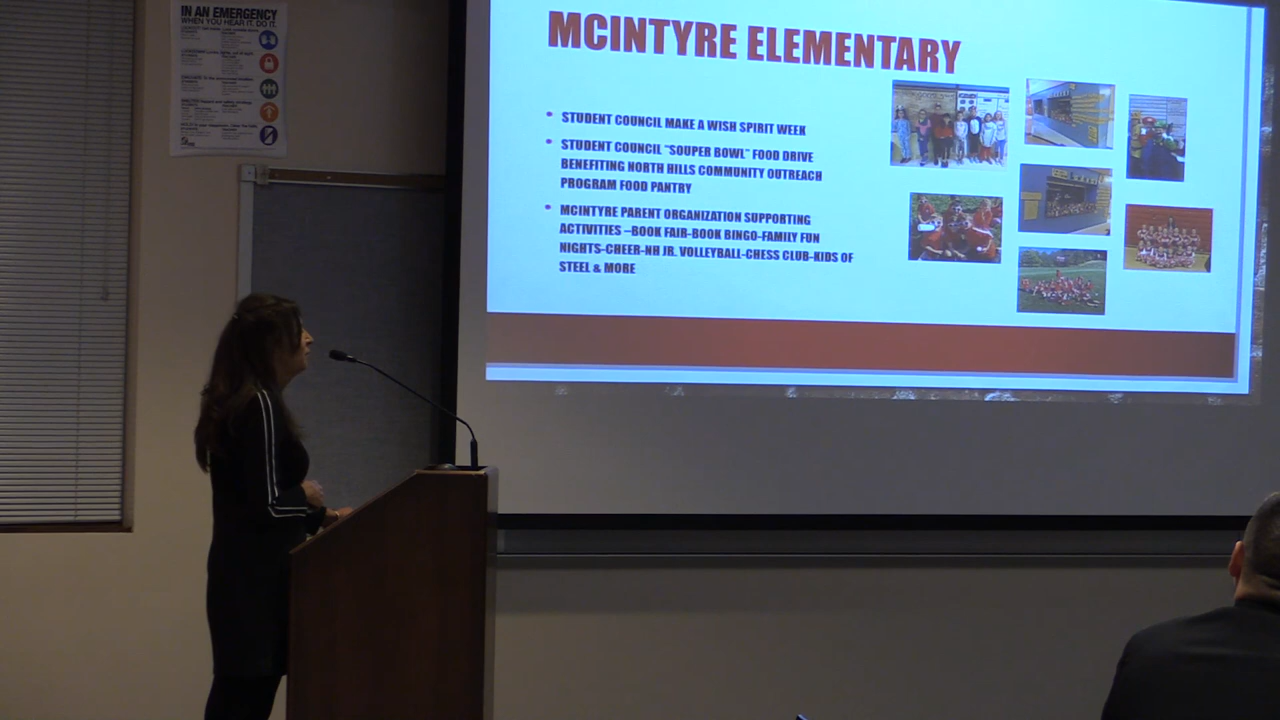 IN AN EMERGENCY
WHEN YOU HEAR IT. DO IT.
MCINTYRE ELEMENTARY
• STUDENT COUNCIL MAKE A WISH SPIRIT WEEK
• STUDENT COUNCIL "SOUPER BOWL" FOOD DRIVE
BENEFITING NORTH HILLS COMMUNITY OUTREACH
PROGRAM FOOD PANTRY
• MCINTYRE PARENT ORGANIZATION SUPPORTING
ACTIVITIES –BOOK FAIR-BOOK BINGO-FAMILY FUN
NIGHTS-CHEER-NH JR. VOLLEYBALL-CHESS CLUB-KIDS OF
STEEL & MORE